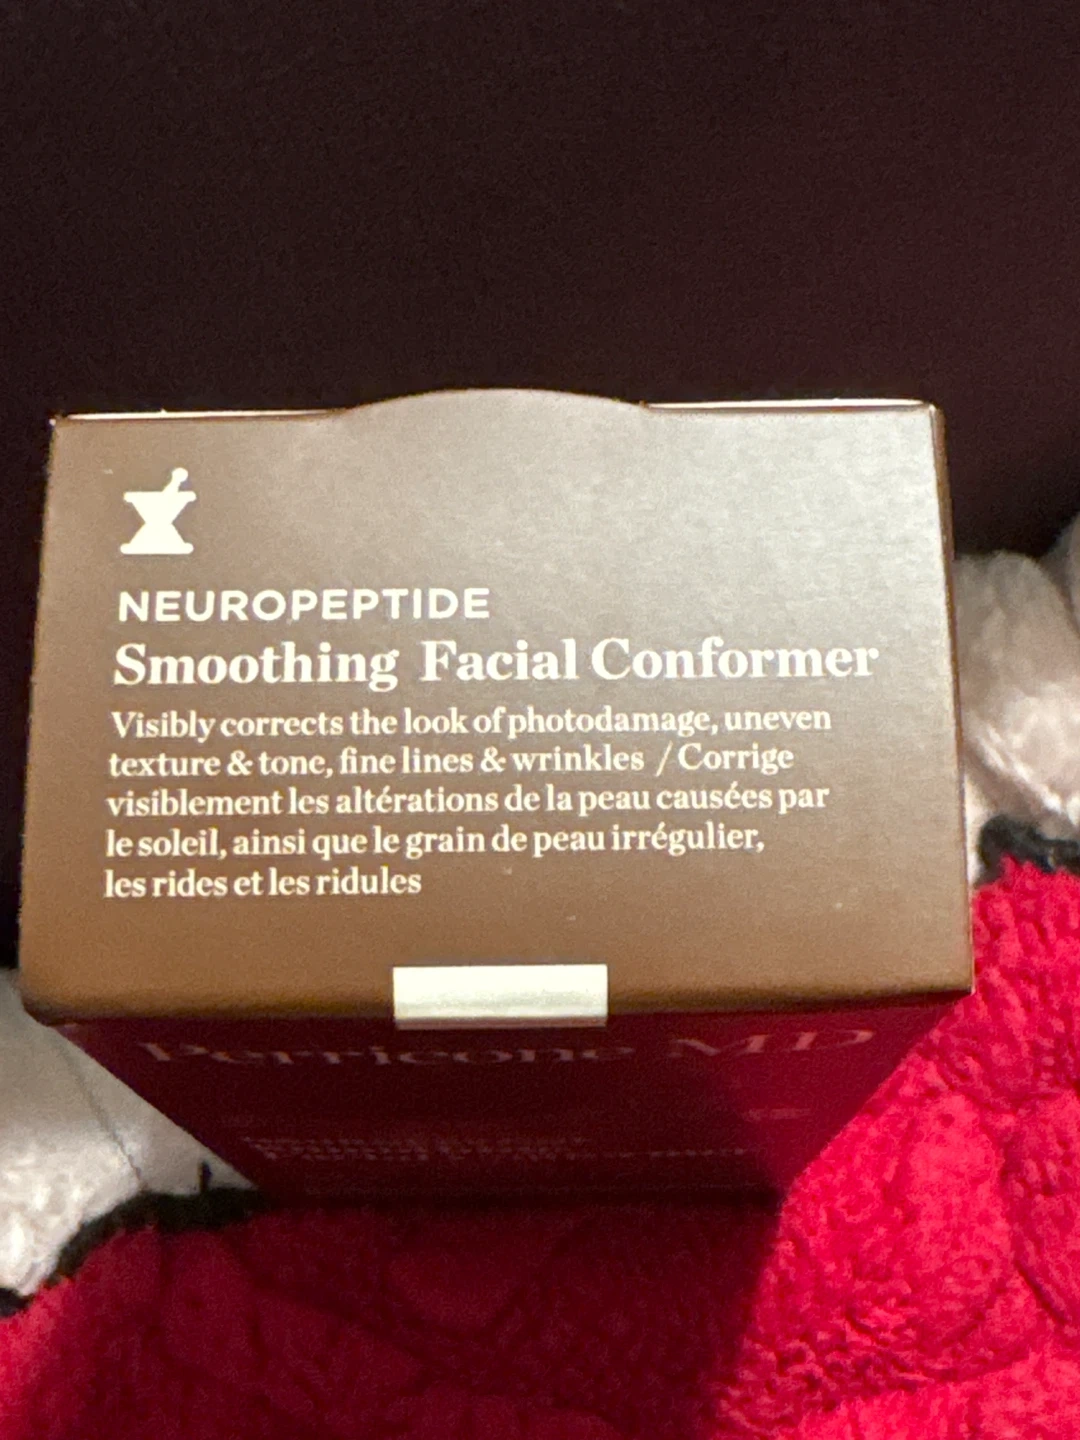 NEUROPEPTIDE
Smoothing Facial Conformer
Visibly corrects the look of photodamage, uneven
texture & tone, fine lines & wrinkles / Corrige
visiblement les altérations de la peau causées par
le soleil, ainsi que le grain de peau irrégulier,
les rides et les ridules
Perricone MD